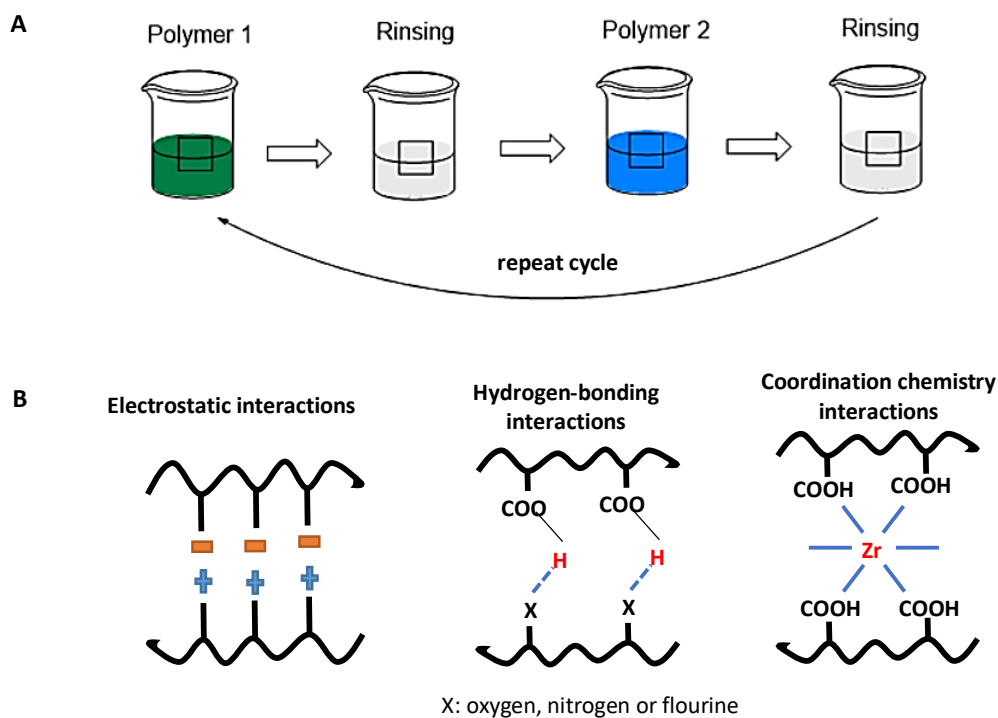 A
Polymer 1
Rinsing
Polymer 2
Rinsing
repeat cycle
B
Electrostatic interactions
Hydrogen-bonding
interactions
Coordination chemistry
interactions
COO
COO
H
H
X
X
COOH
COOH
Zr
COOH
COOH
X: oxygen, nitrogen or flourine